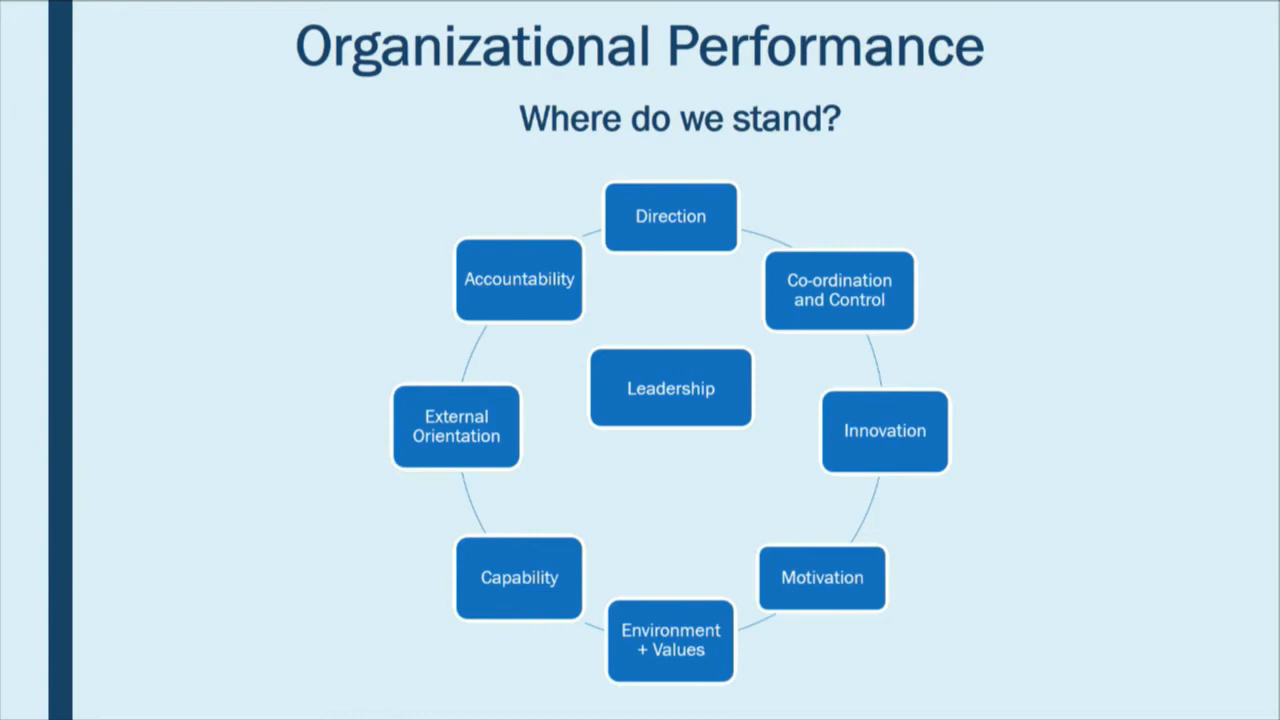 Organizational Performance
Where do we stand?
Direction
Accountability
Co-ordination
and Control
Leadership
External
Orientation
Innovation
Capability
Motivation
Environment
+ Values